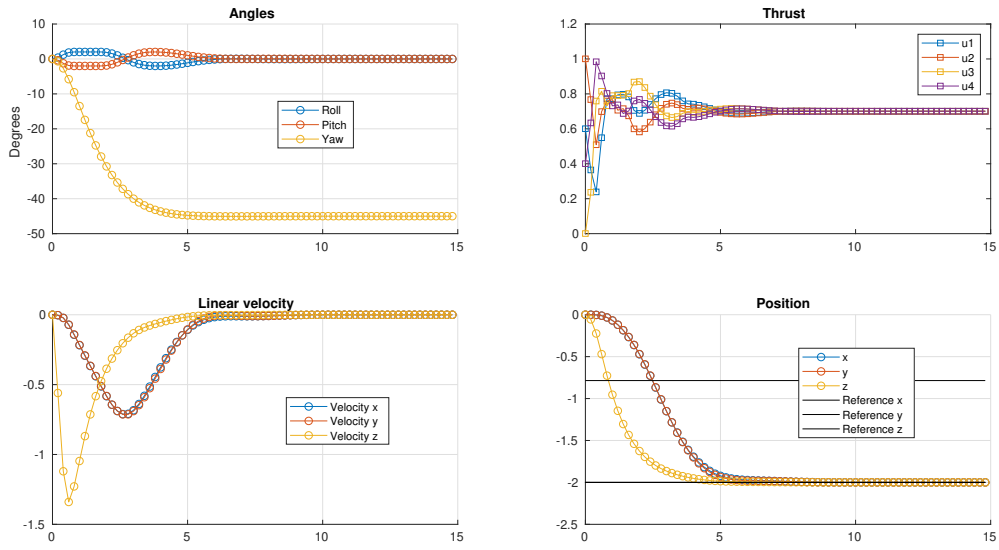 Angles
10
0
-10
-20
-30
-40
-50
Degrees
Roll
Pitch
Yaw
0
5
10
15
Thrust
1.2
1
0.8
0.6
0.4
0.2
0
u1
u2
u3
u4
0
5
10
15
Linear velocity
0
-0.5
-1
-1.5
Velocity x
Velocity y
Velocity z
0
5
10
15
Position
0
-0.5
-1
-1.5
-2
-2.5
x
y
z
Reference x
Reference y
Reference z
0
5
10
15